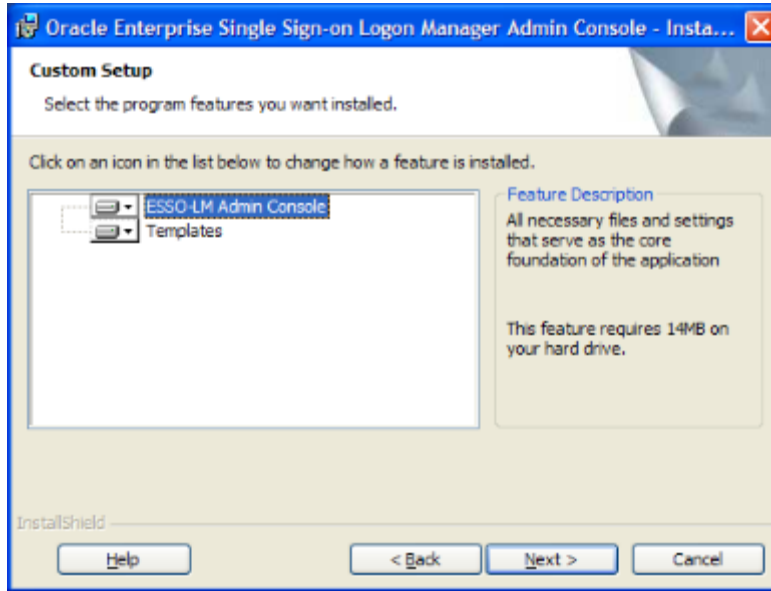 Oracle Enterprise Single Sign-on Logon Manager Admin Console - Insta...
Custom Setup
Select the program features you want installed.
Click on an icon in the list below to change how a feature is installed.
ESSO-LM Admin Console
Templates
Feature Description
All necessary files and settings
that serve as the core
foundation of the application
This feature requires 14MB on
your hard drive.
InstallShield
Help
< Back
Next >
Cancel